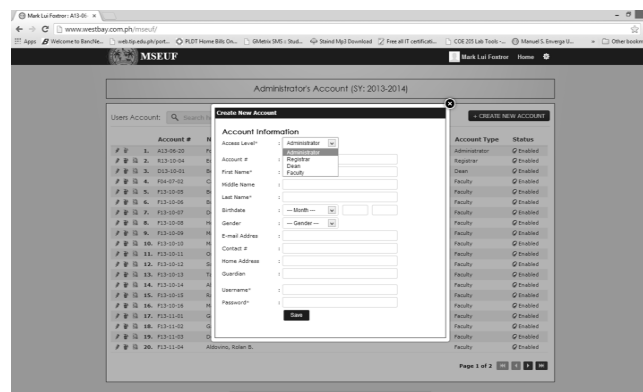 Mark Lui Foxtror : A13-06
www.westbay.com.ph/mseuf/
Apps Welcome to BancNe... web.tip.edu.ph/port... PLDT Home Bills On... GMetrix SMS :: Stud... Staind Mp3 Download Free all IT certificati... COE 205 Lab Tools -... Manuel S. Enverga U... » Other bookm
MSEUF Mark Lui Foxtror Home
Administrator's Account (SY: 2013-2014)
Users Account: Search + CREATE NEW ACCOUNT
Account # N Account Type Status
1. A13-06-20 Administrator Enabled
2. R13-10-04 Registrar Enabled
3. D13-10-01 Dean Enabled
4. F04-07-02 Faculty Enabled
5. F13-10-05 Faculty Enabled
6. F13-10-06 Faculty Enabled
7. F13-10-07 Faculty Enabled
8. F13-10-08 Faculty Enabled
9. F13-10-09 Faculty Enabled
10. F13-10-10 Faculty Enabled
11. F13-10-11 Faculty Enabled
12. F13-10-12 Faculty Enabled
13. F13-10-13 Faculty Enabled
14. F13-10-14 Faculty Enabled
15. F13-10-15 Faculty Enabled
16. F13-10-16 Faculty Enabled
17. F13-11-01 Faculty Enabled
18. F13-11-02 Faculty Enabled
19. F13-11-03 Faculty Enabled
20. F13-11-04 Aldovino, Rolan B. Faculty Enabled
Page 1 of 2
Create New Account
Account Information
Access Level* : Administrator
Administrator
Registrar
Dean
Faculty
Account # :
First Name* :
Middle Name :
Last Name* :
Birthdate : --- Month ---
Gender : --- Gender ---
E-mail Addres :
Contact # :
Home Address :
Guardian :
Username* :
Password* :
Save